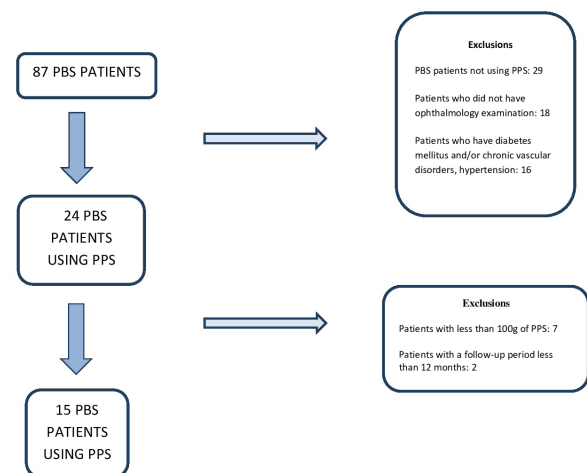 87 PBS PATIENTS
Exclusions
PBS patients not using PPS: 29
Patients who did not have
ophthalmology examination: 18
Patients who have diabetes
mellitus and/or chronic vascular
disorders, hypertension: 16
24 PBS
PATIENTS
USING PPS
Exclusions
Patients with less than 100g of PPS: 7
Patients with a follow-up period less
than 12 months: 2
15 PBS
PATIENTS
USING PPS